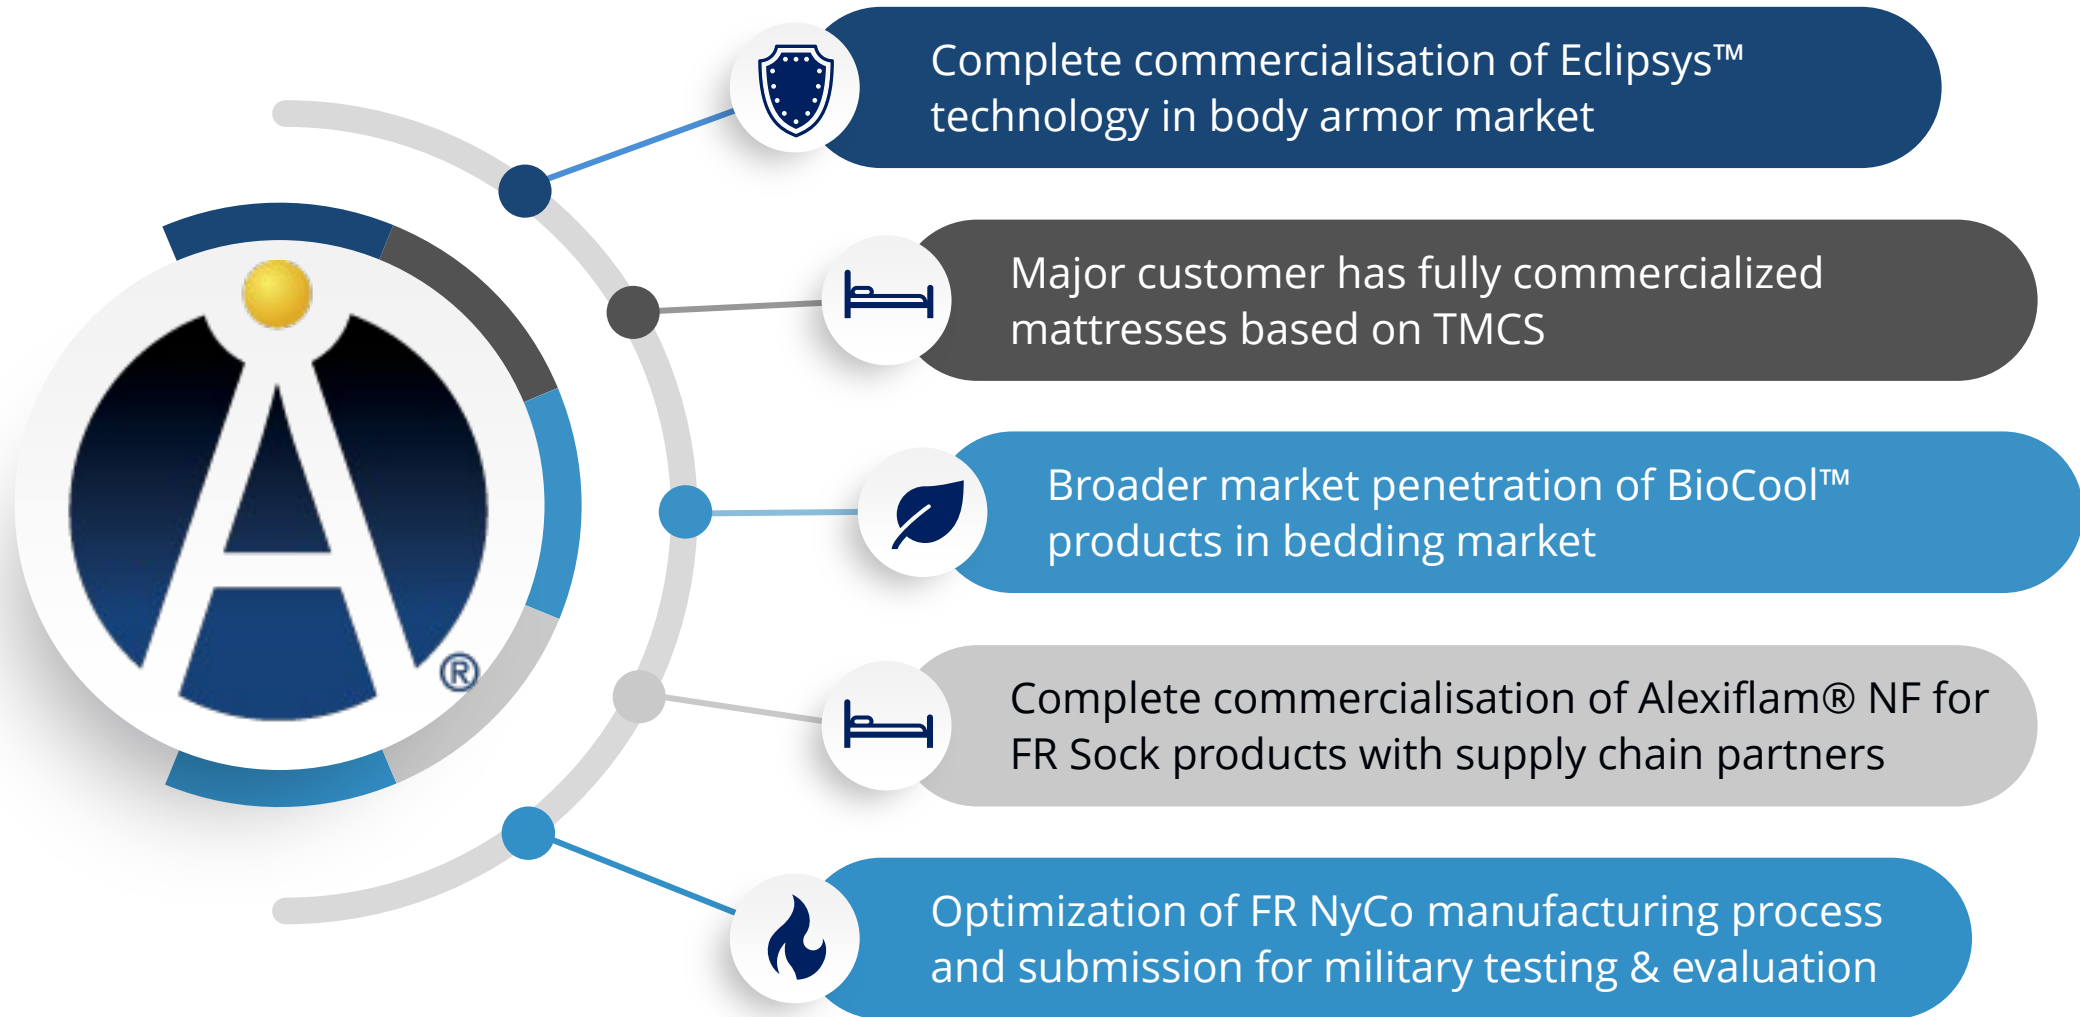 Complete commercialisation of Eclipsys™
technology in body armor market
Major customer has fully commercialized
mattresses based on TMCS
Broader market penetration of BioCool™
products in bedding market
®
Complete commercialisation of Alexiflam® NF for
FR Sock products with supply chain partners
Optimization of FR NyCo manufacturing process
and submission for military testing & evaluation